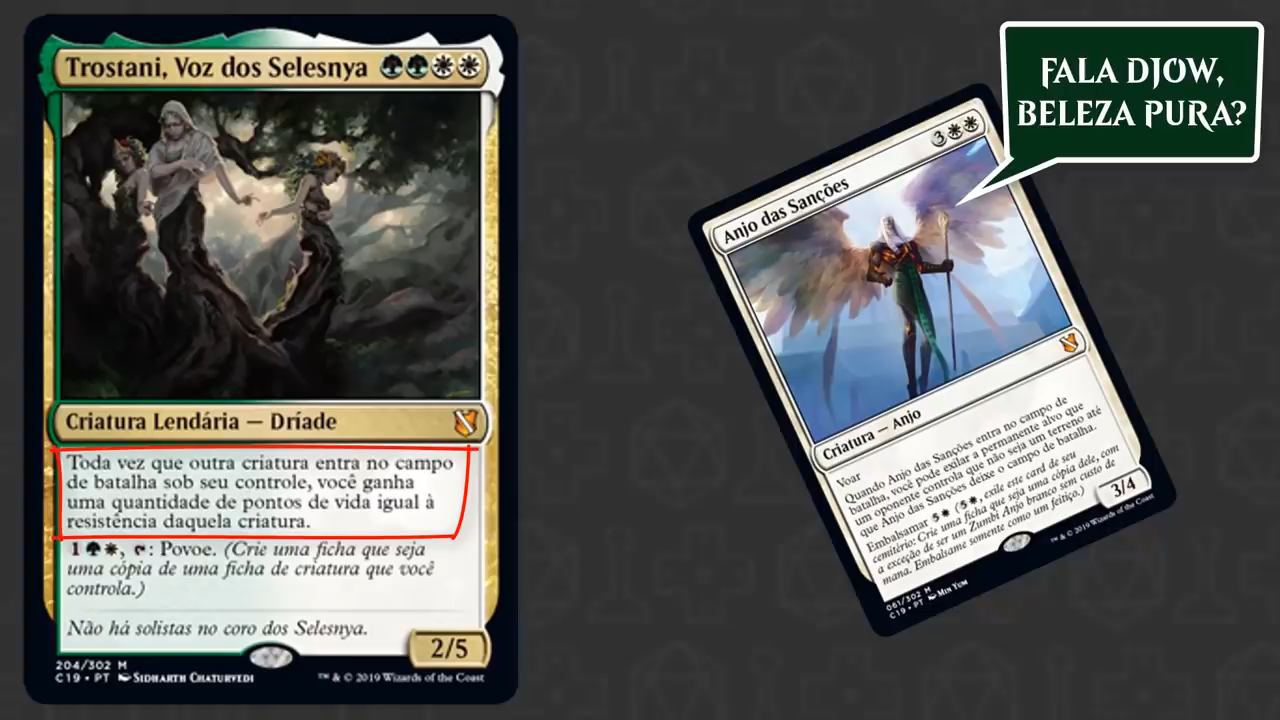 Trostani, Voz dos Selesnya
Criatura Lendária — Dríade
Toda vez que outra criatura entra no campo
de batalha sob seu controle, você ganha
uma quantidade de pontos de vida igual à
resistência daquela criatura.
1, : Povoe. (Crie uma ficha que seja
uma cópia de uma ficha de criatura que você
controla.)
Não há solistas no coro dos Selesnya.
2/5
204/302 M
C19 • PT SIDHARTH CHATURVEDI
™ & © 2019 Wizards of the Coast
FALA DJOW,
BELEZA PURA?
3
Anjo das Sanções
Criatura — Anjo
Voar
Quando Anjo das Sanções entra no campo de
batalha, você pode exilar a permanente alvo que
um oponente controla que não seja um terreno até
que Anjo das Sanções deixe o campo de batalha.
Embalsamar 5 (5, exile este card de seu
cemitério: Crie uma ficha que seja uma cópia dele, com
a exceção de ser um Zumbi Anjo branco sem custo de
mana. Embalsame somente como um feitiço.)
3/4
061/302 M
C19 • PT MIN YUM
™ & © 2019 Wizards of the Coast